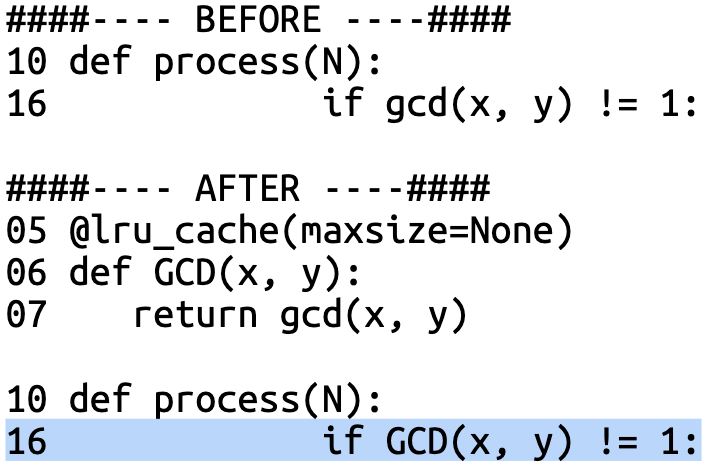 ####---- BEFORE ----####
10 def process(N):
16             if gcd(x, y) != 1:

####---- AFTER ----####
05 @lru_cache(maxsize=None)
06 def GCD(x, y):
07    return gcd(x, y)

10 def process(N):
16             if GCD(x, y) != 1: